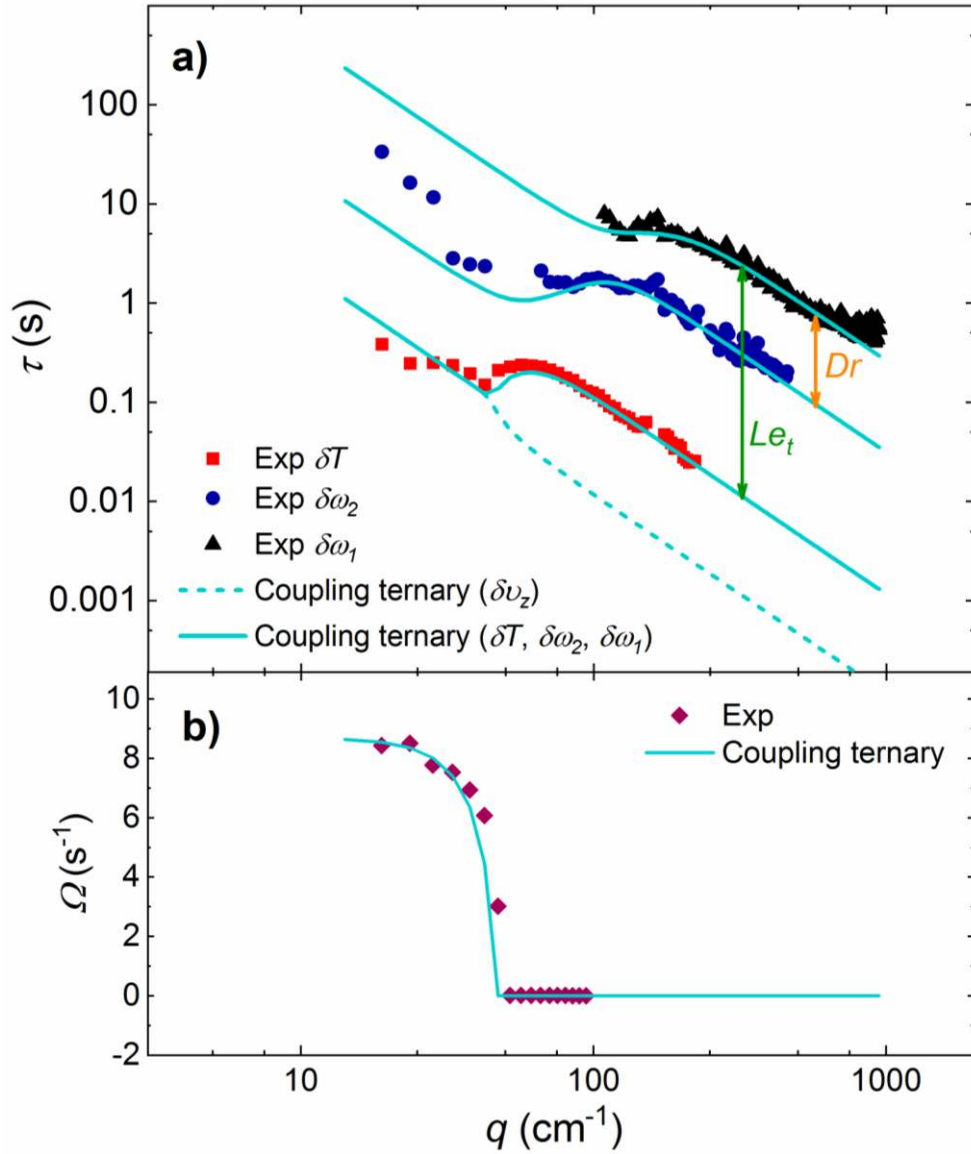 a)
100
10
1
0.1
0.01
0.001
τ (s)
Dr
Le_t
Exp δT
Exp δω₂
Exp δω₁
Coupling ternary (δυ_z)
Coupling ternary (δT, δω₂, δω₁)
b)
10
8
6
4
2
0
-2
Ω (s⁻¹)
Exp
Coupling ternary
10
100
1000
q (cm⁻¹)